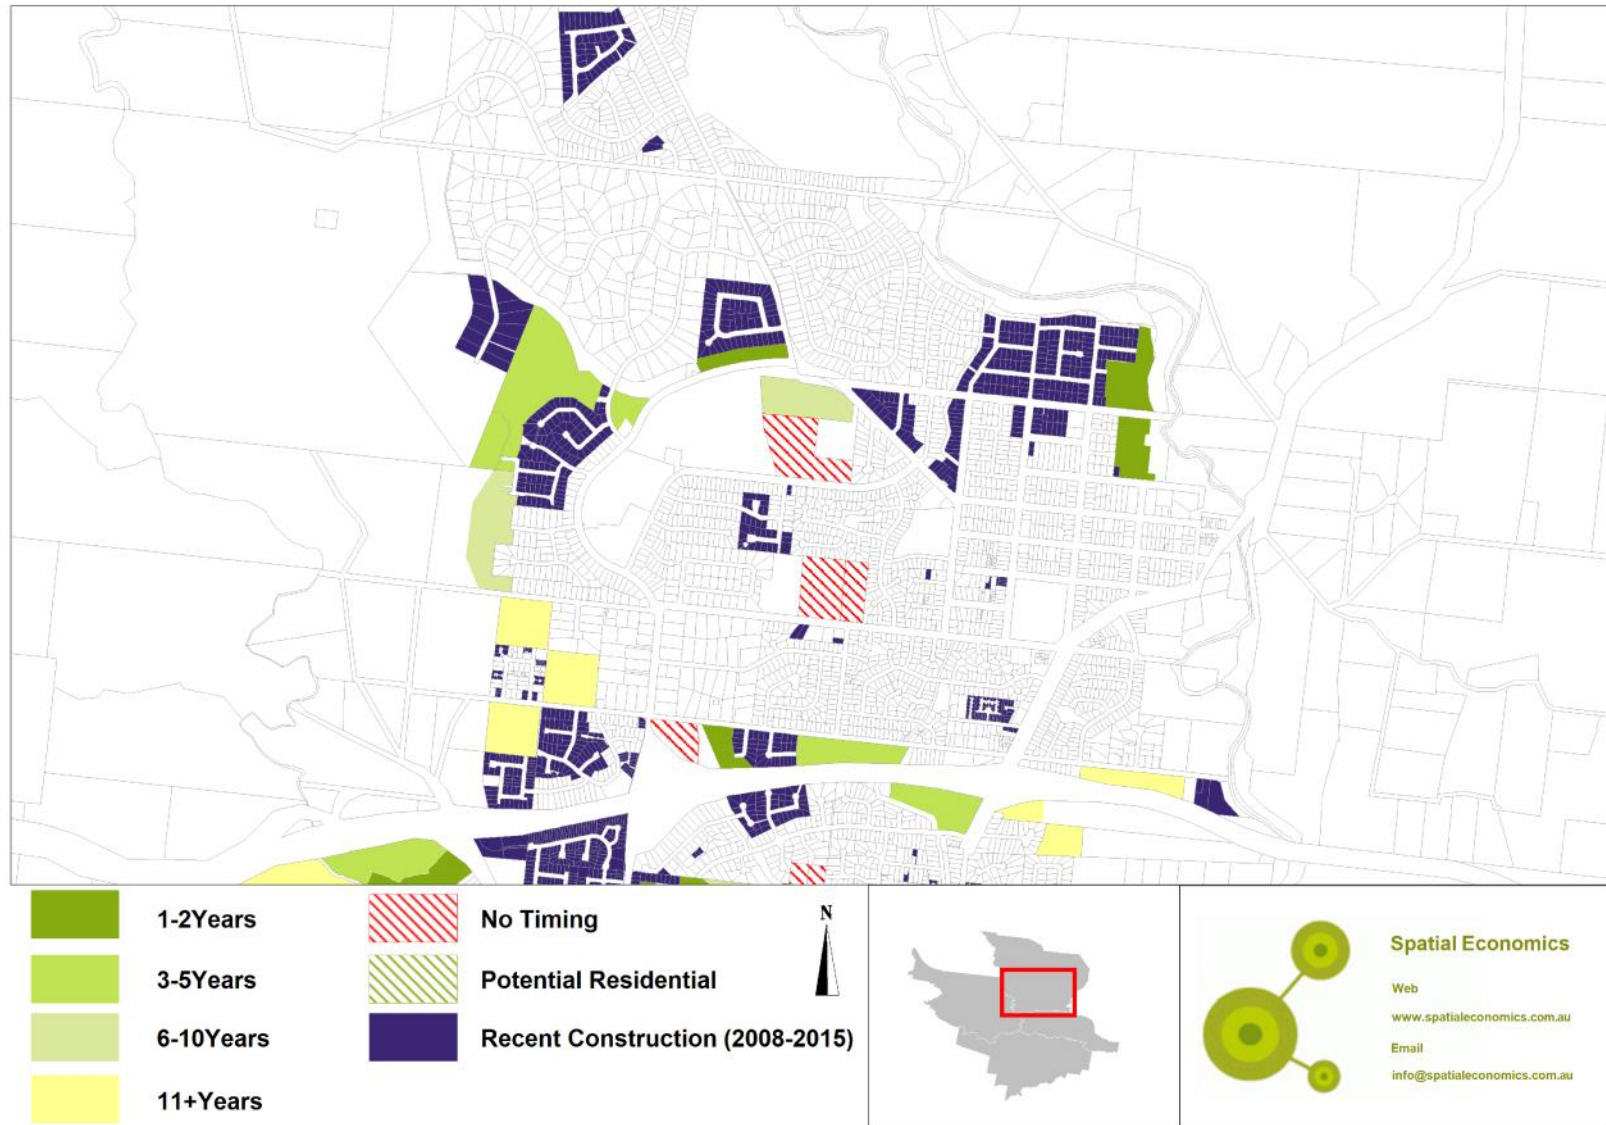 1-2Years
3-5Years
6-10Years
11+Years
No Timing
Potential Residential
Recent Construction (2008-2015)
N
Spatial Economics
Web
www.spatialeconomics.com.au
Email
info@spatialeconomics.com.au